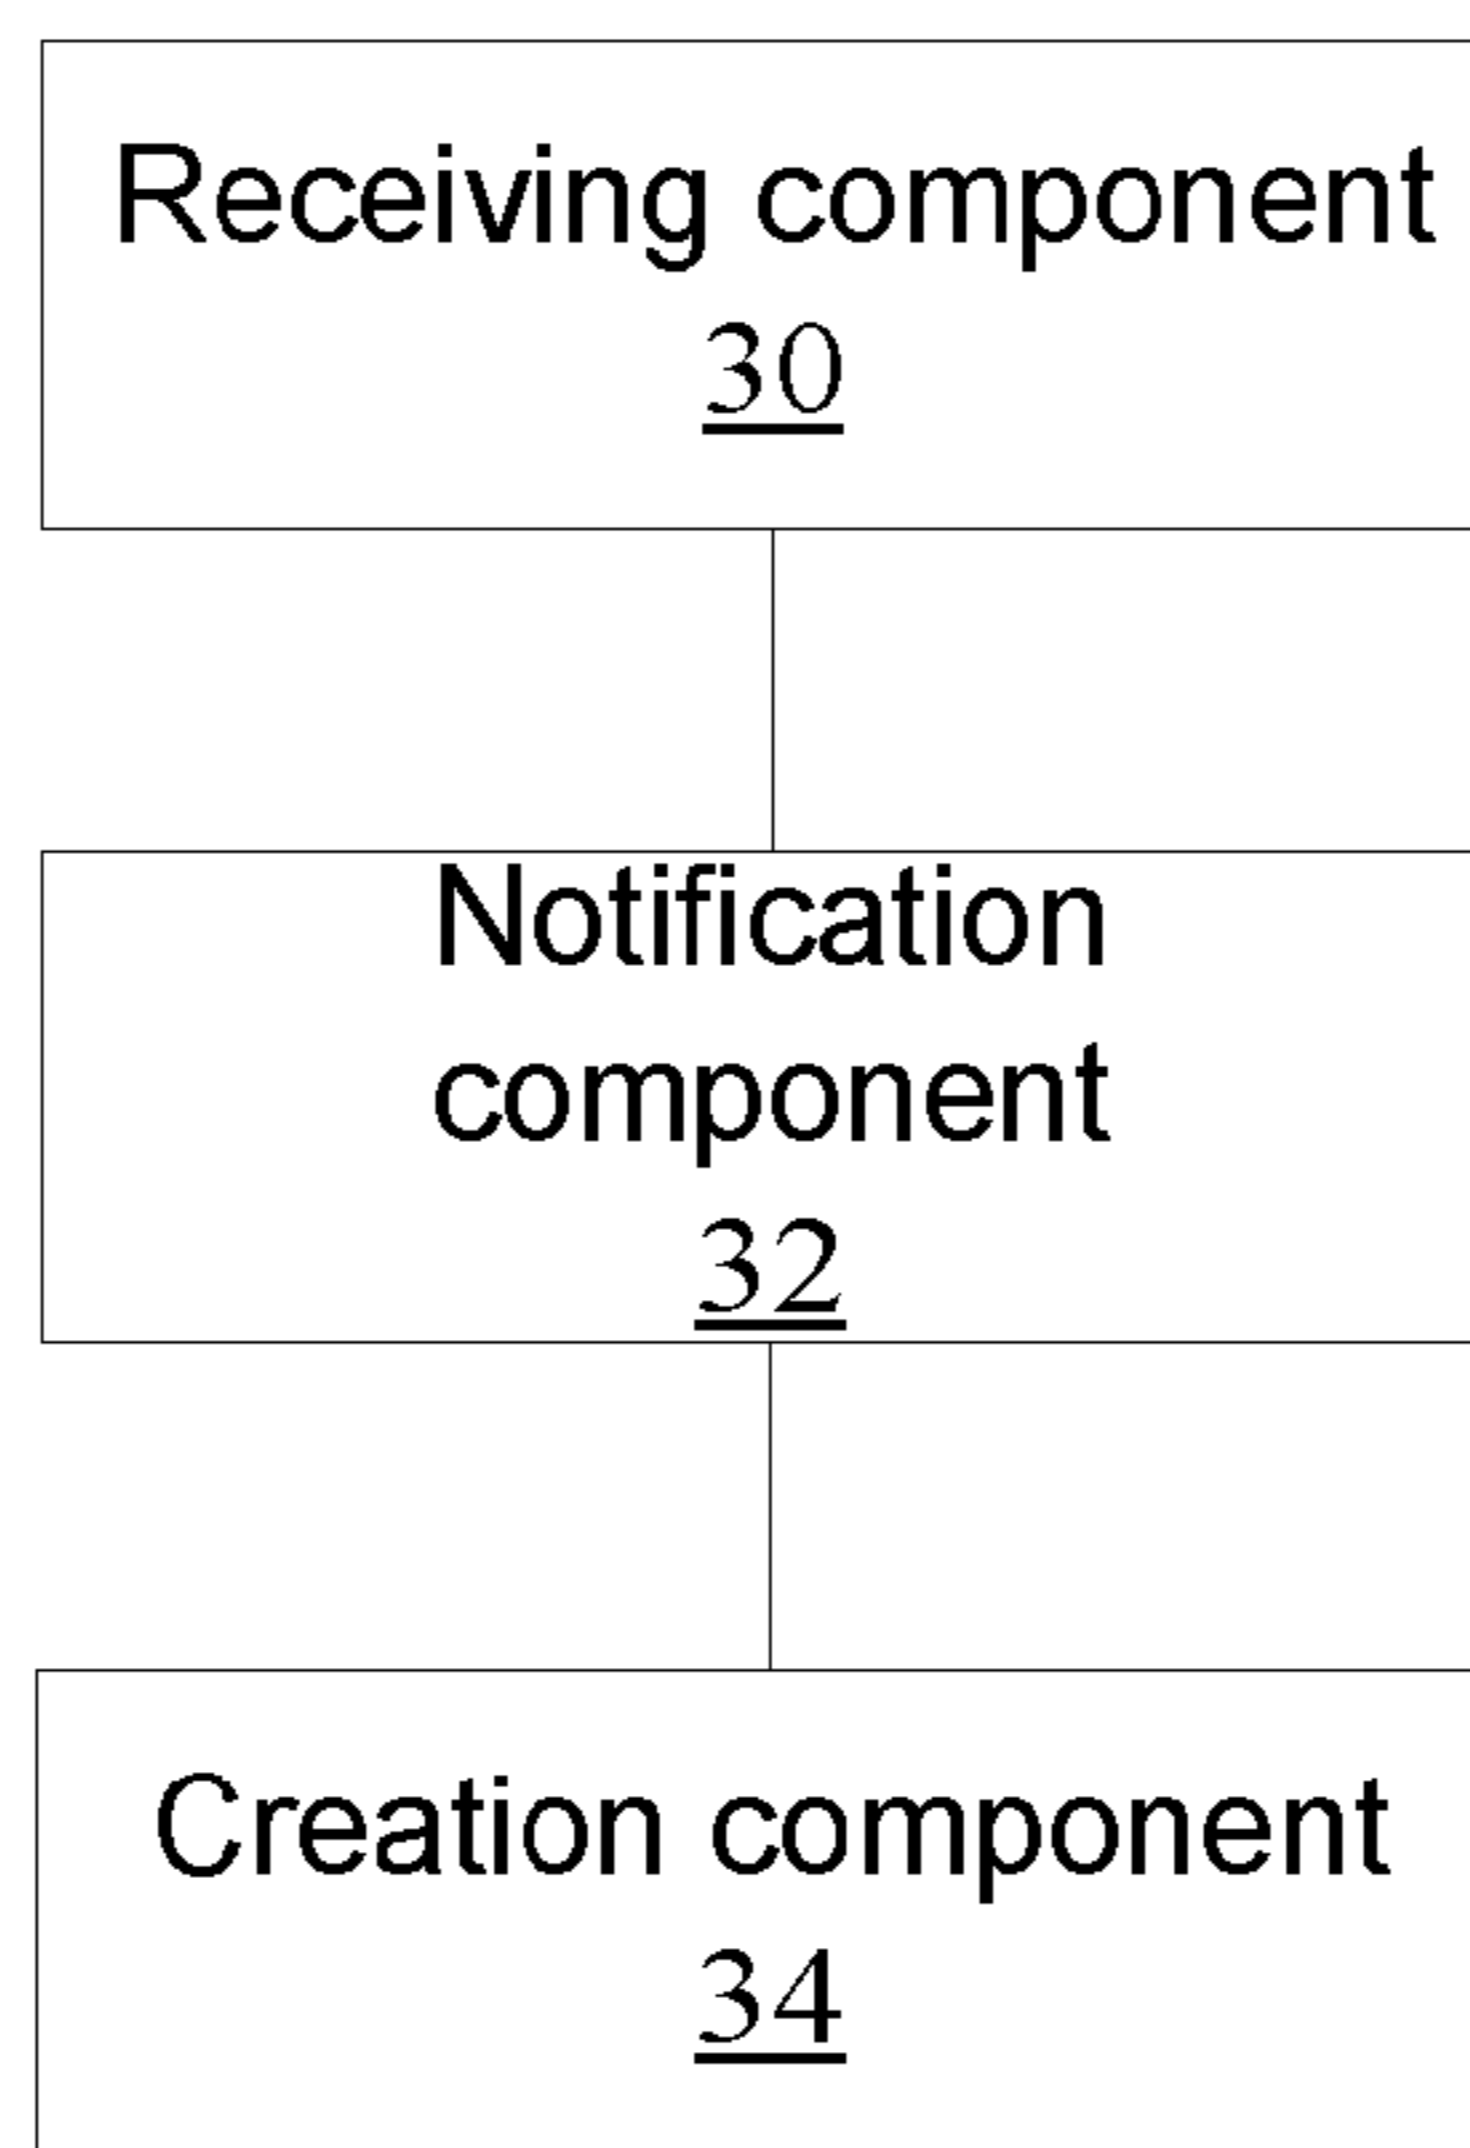 Receiving component
30
Notification
component
32
Creation component
34